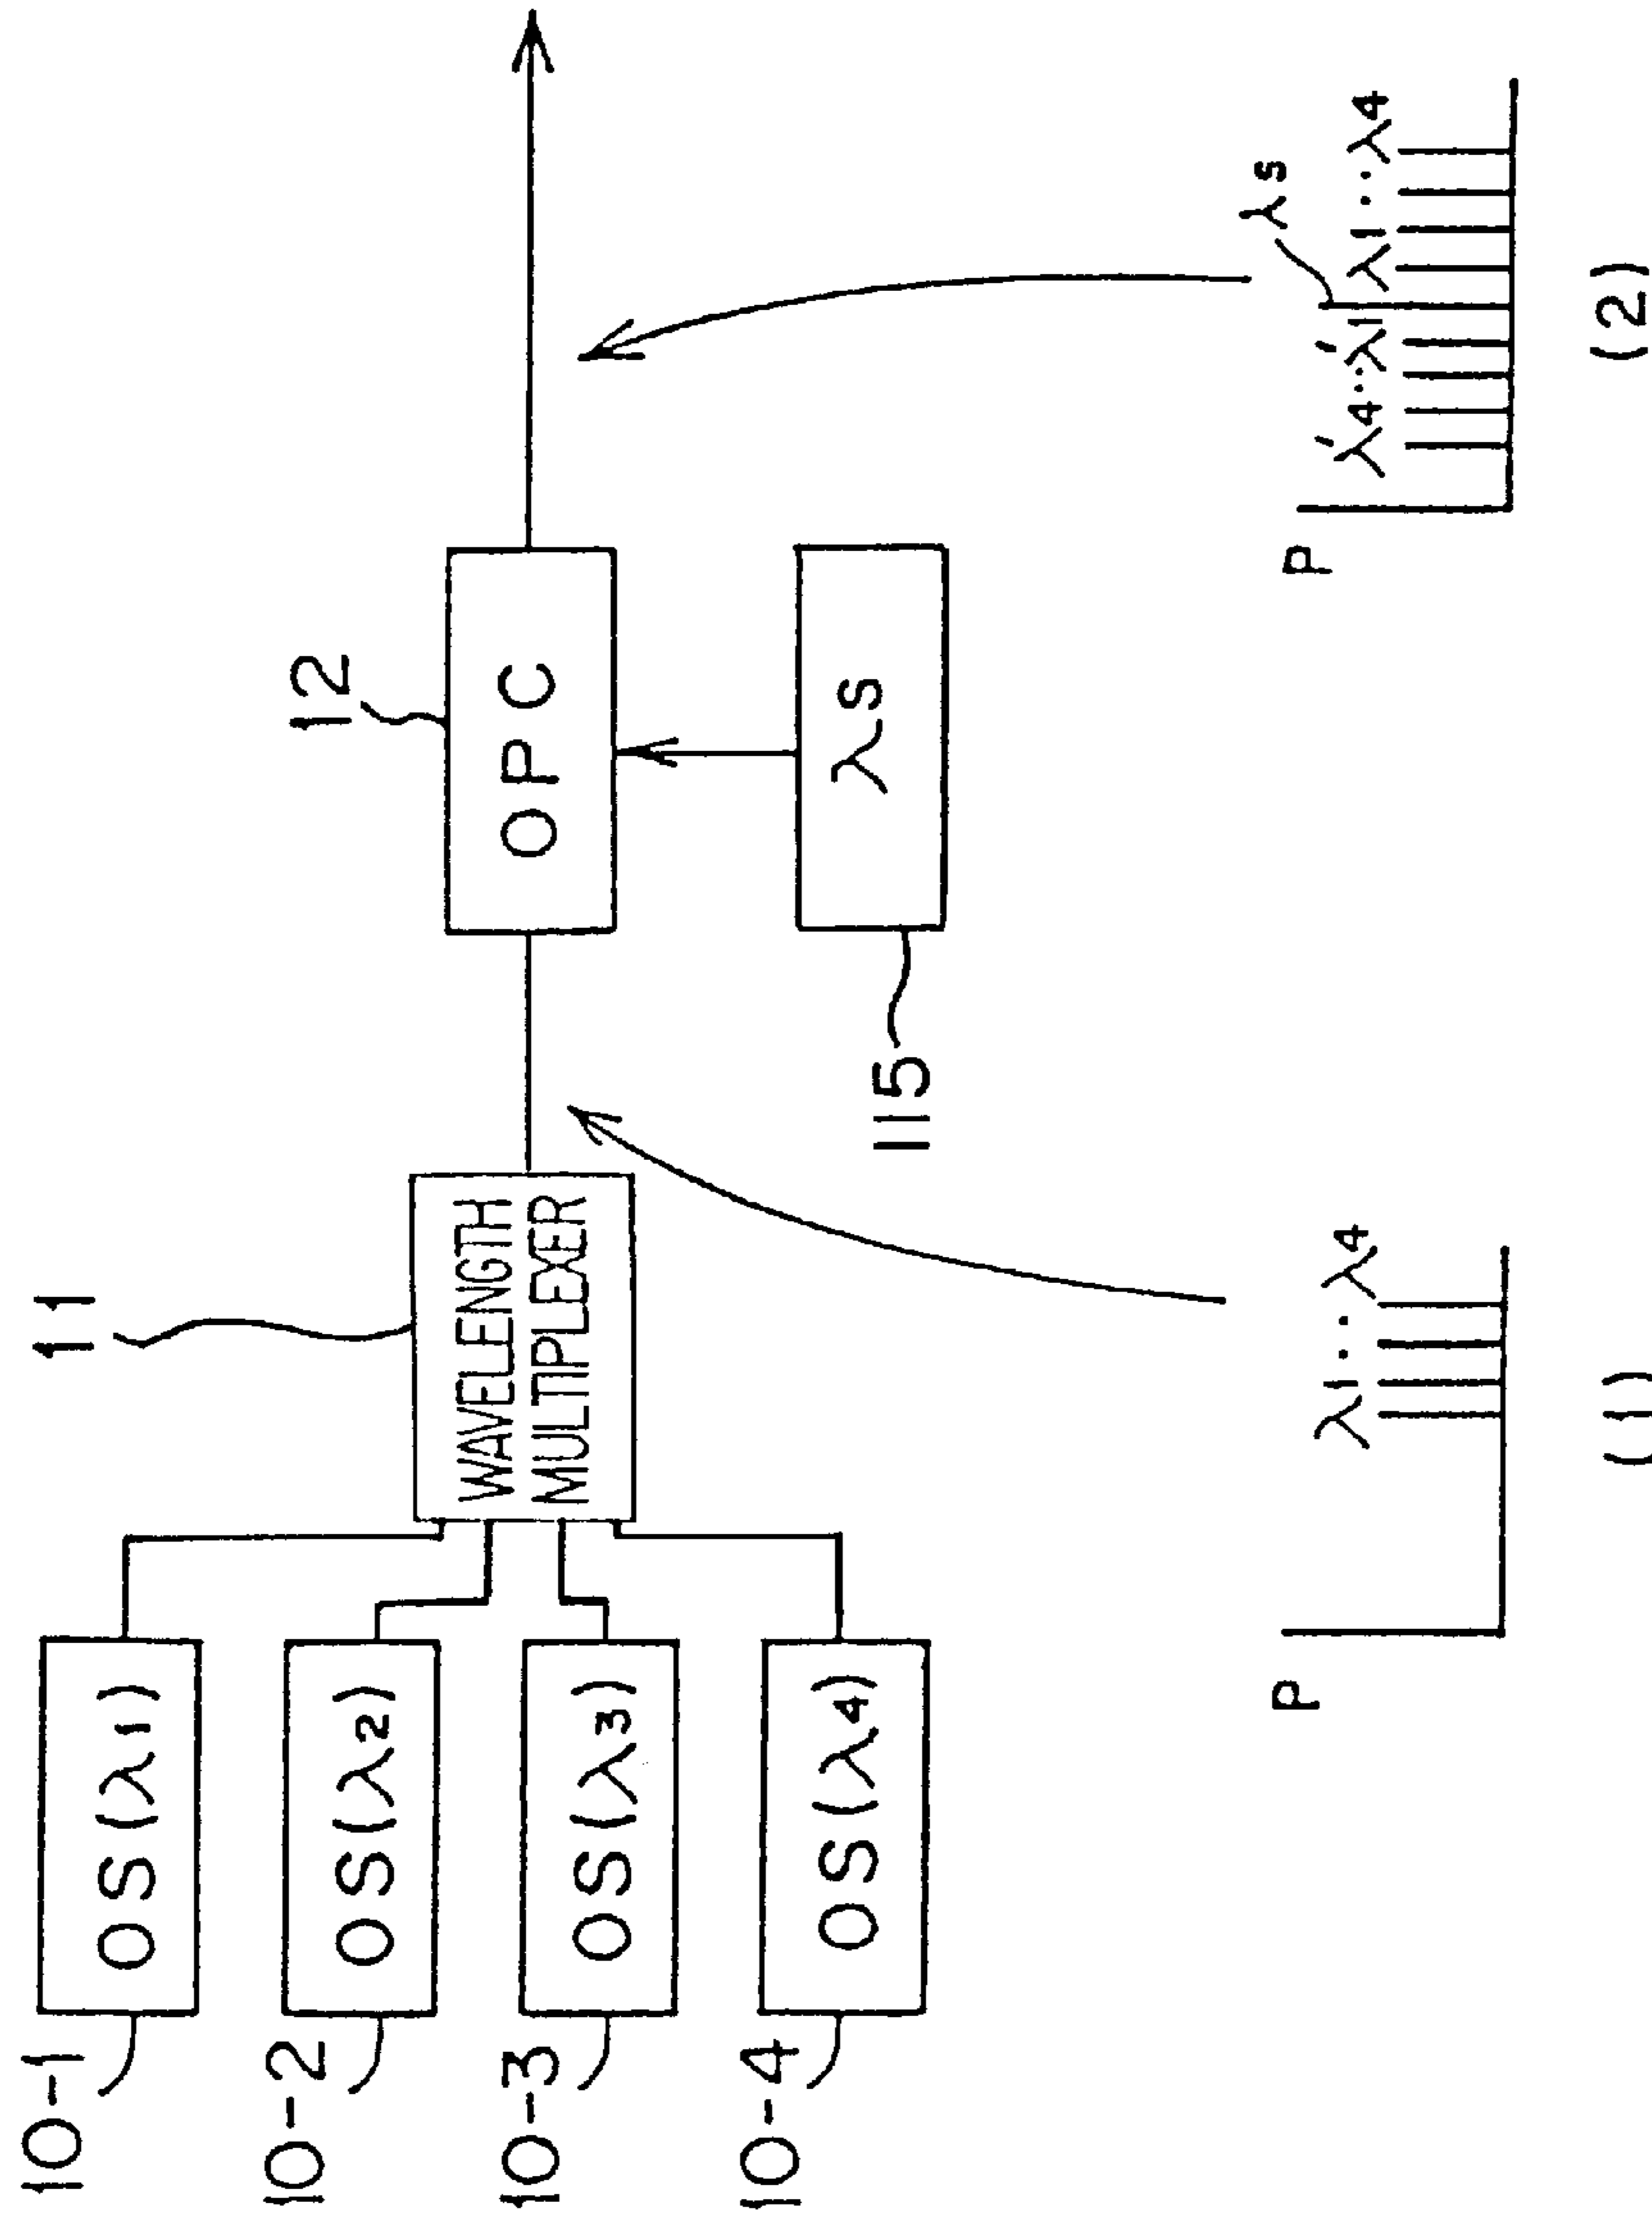 10-1
OS(λ1)
10-2
OS(λ2)
10-3
OS(λ3)
10-4
OS(λ4)
11
WAVELENGTH
MULTIPLEXER
12
OPC
115
λs
P
λ1··λ4
(1)
P
λ'4··λ'1
λs
λ1··λ4
(2)